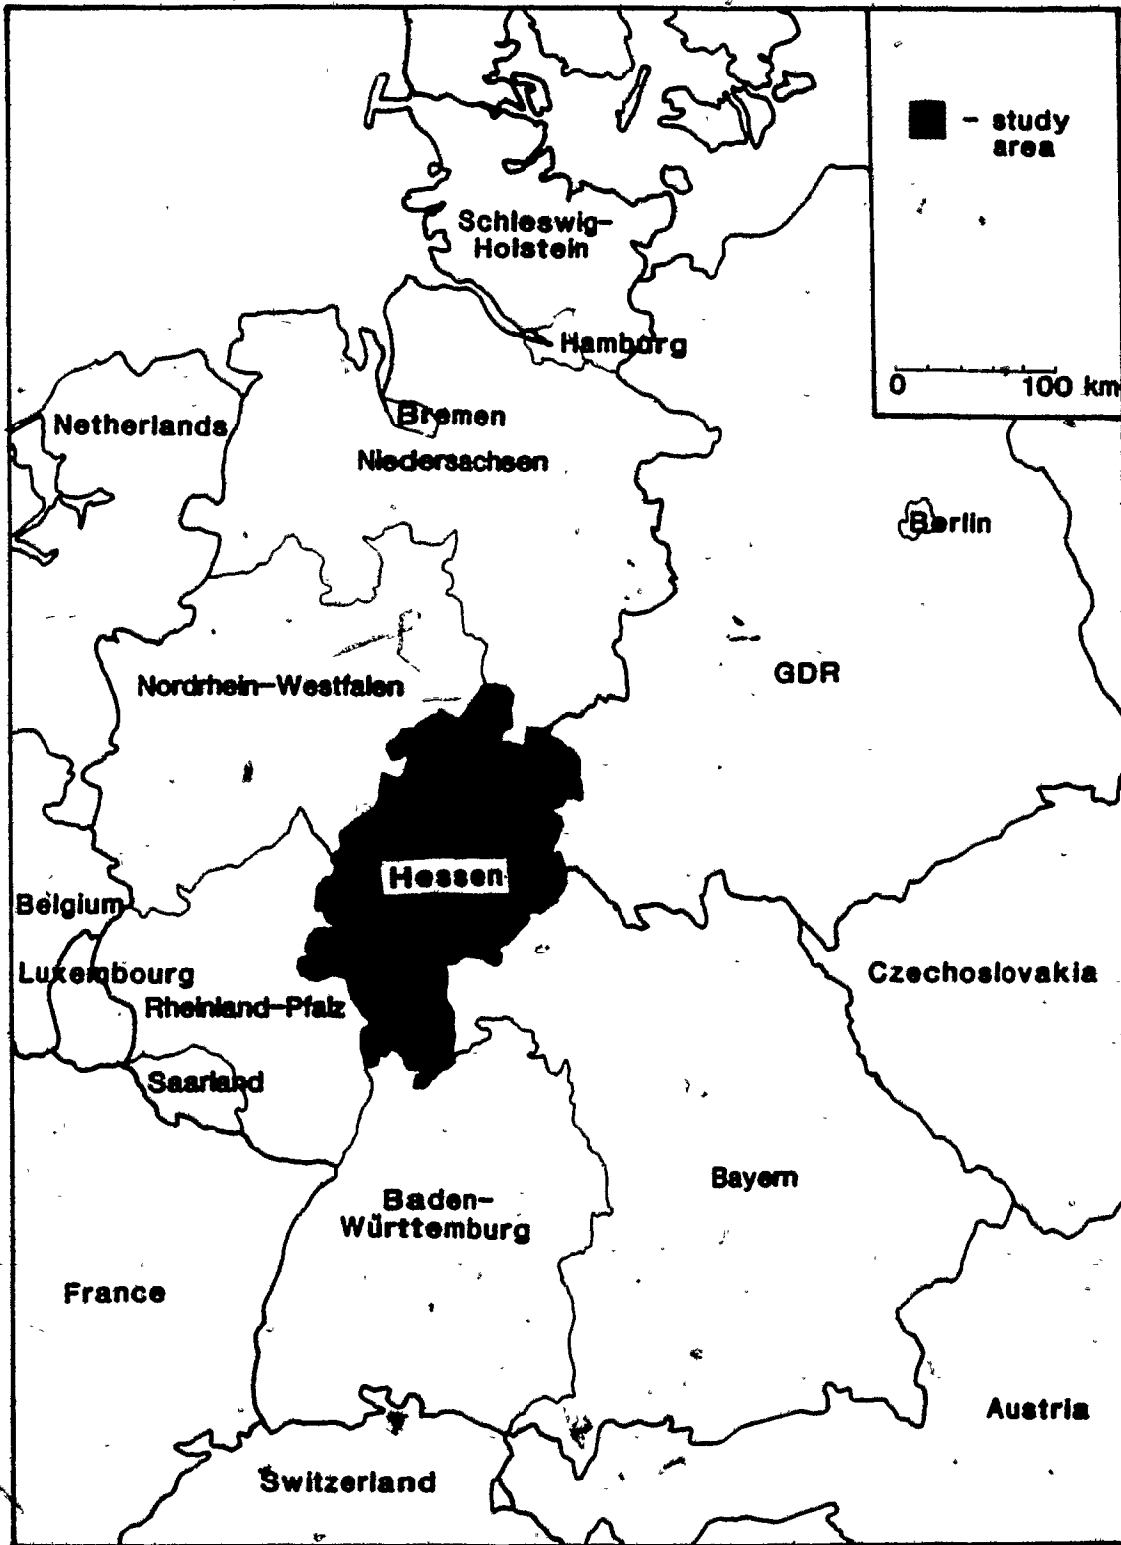 - study
area
Schleswig-
Holstein
Hamburg
0 100 km
Netherlands
Bremen
Niedersachsen
Berlin
Nordrhein-Westfalen
GDR
Hessen
Belgium
Luxembourg
Czechoslovakia
Rheinland-Pfalz
Saarland
Bayern
Baden-
Württemburg
France
Austria
Switzerland